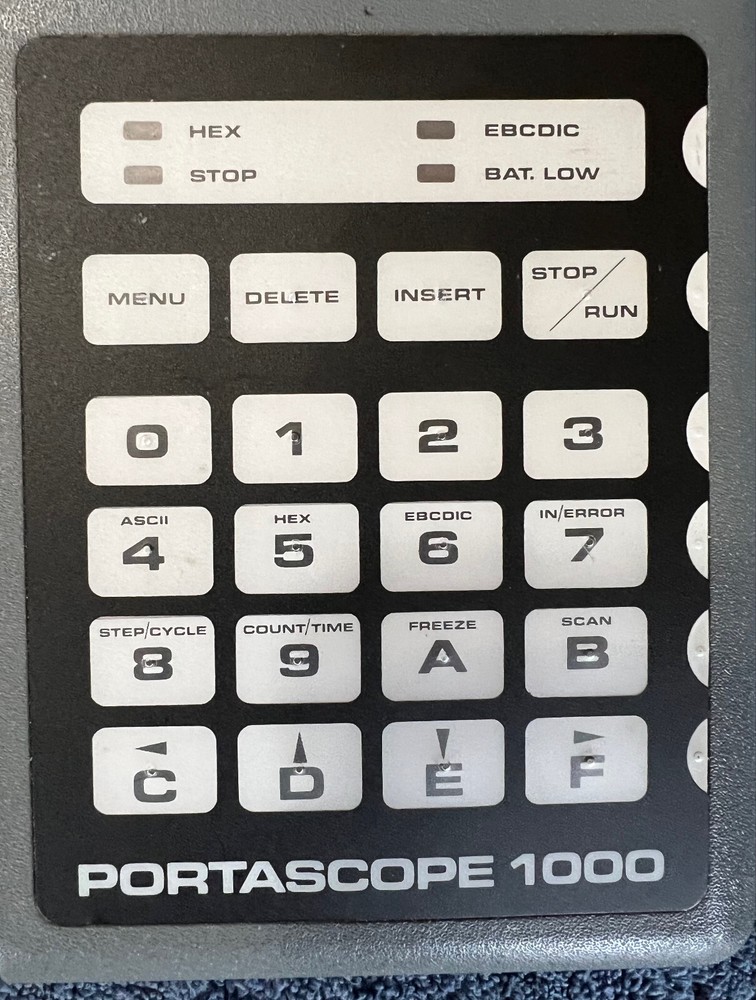 HEX EBCDIC
STOP BAT. LOW
MENU DELETE INSERT STOP/RUN
0 1 2 3
ASCII HEX EBCDIC IN/ERROR
4 5 6 7
STEP/CYCLE COUNT/TIME FREEZE SCAN
8 9 A B
C D E F
PORTASCOPE 1000